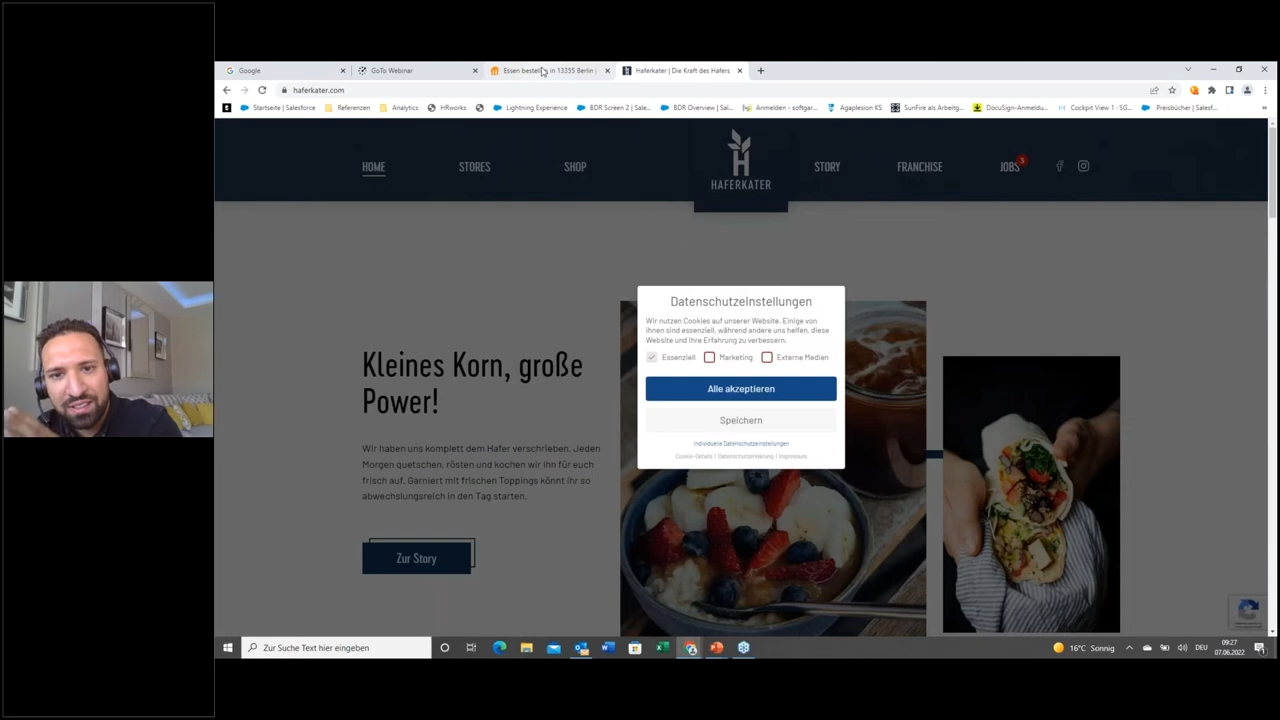 Google
GoTo Webinar
Essen bestellen in 13355 Berlin
Haferkater | Die Kraft des Hafers
haferkater.com
Startseite | Salesforce
Referenzen
Analytics
HRworks
Lightning Experience
BDR Screen 2 | Sale...
BDR Overview | Sal...
Anmelden - softgar...
Agaplesion KS
SunFire als Arbeitg...
DocuSign-Anmeldu...
Cockpit View 1 - SG...
Preisbücher | Salesf...
HOME
STORES
SHOP
HAFERKATER
STORY
FRANCHISE
JOBS
3
Datenschutzeinstellungen
Wir nutzen Cookies auf unserer Website. Einige von
ihnen sind essenziell, während andere uns helfen, diese
Website und Ihre Erfahrung zu verbessern.
Essenziell
Marketing
Externe Medien
Alle akzeptieren
Speichern
Individuelle Datenschutzeinstellungen
Cookie-Details | Datenschutzerklärung | Impressum
Kleines Korn, große
Power!
Wir haben uns komplett dem Hafer verschrieben. Jeden
Morgen quetschen, rösten und kochen wir ihn für euch
frisch auf. Garniert mit frischen Toppings könnt ihr so
abwechslungsreich in den Tag starten.
Zur Story
Zur Suche Text hier eingeben
16°C Sonnig
DEU
09:27
07.06.2022